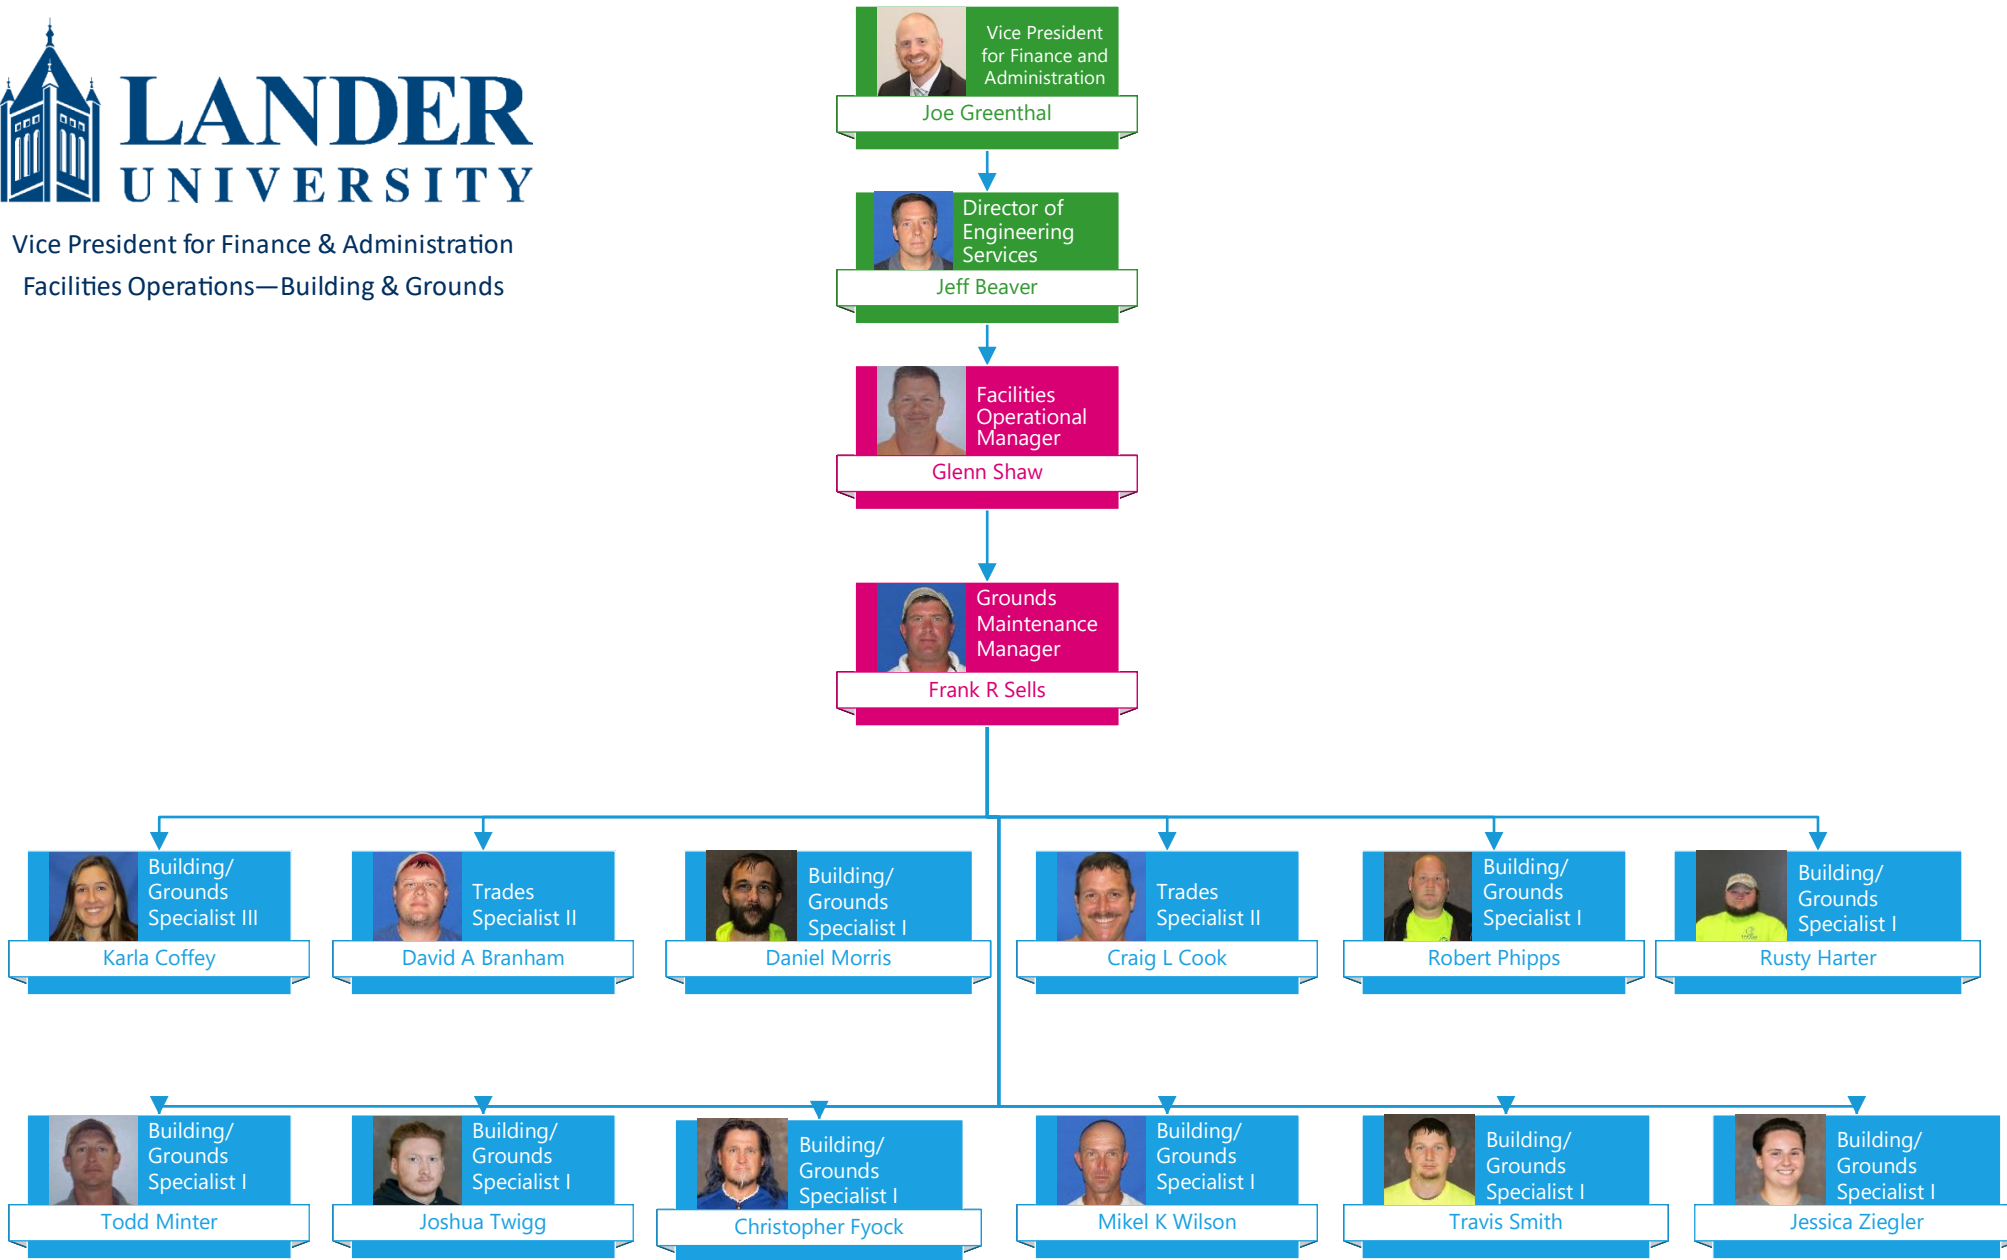 LANDER
UNIVERSITY
Vice President for Finance & Administration
Facilities Operations—Building & Grounds
Vice President
for Finance and
Administration
Joe Greenthal
Director of
Engineering
Services
Jeff Beaver
Facilities
Operational
Manager
Glenn Shaw
Grounds
Maintenance
Manager
Frank R Sells
Building/
Grounds
Specialist III
Karla Coffey
Trades
Specialist II
David A Branham
Building/
Grounds
Specialist I
Daniel Morris
Trades
Specialist II
Craig L Cook
Building/
Grounds
Specialist I
Robert Phipps
Building/
Grounds
Specialist I
Rusty Harter
Building/
Grounds
Specialist I
Todd Minter
Building/
Grounds
Specialist I
Joshua Twigg
Building/
Grounds
Specialist I
Christopher Fyock
Building/
Grounds
Specialist I
Mikel K Wilson
Building/
Grounds
Specialist I
Travis Smith
Building/
Grounds
Specialist I
Jessica Ziegler